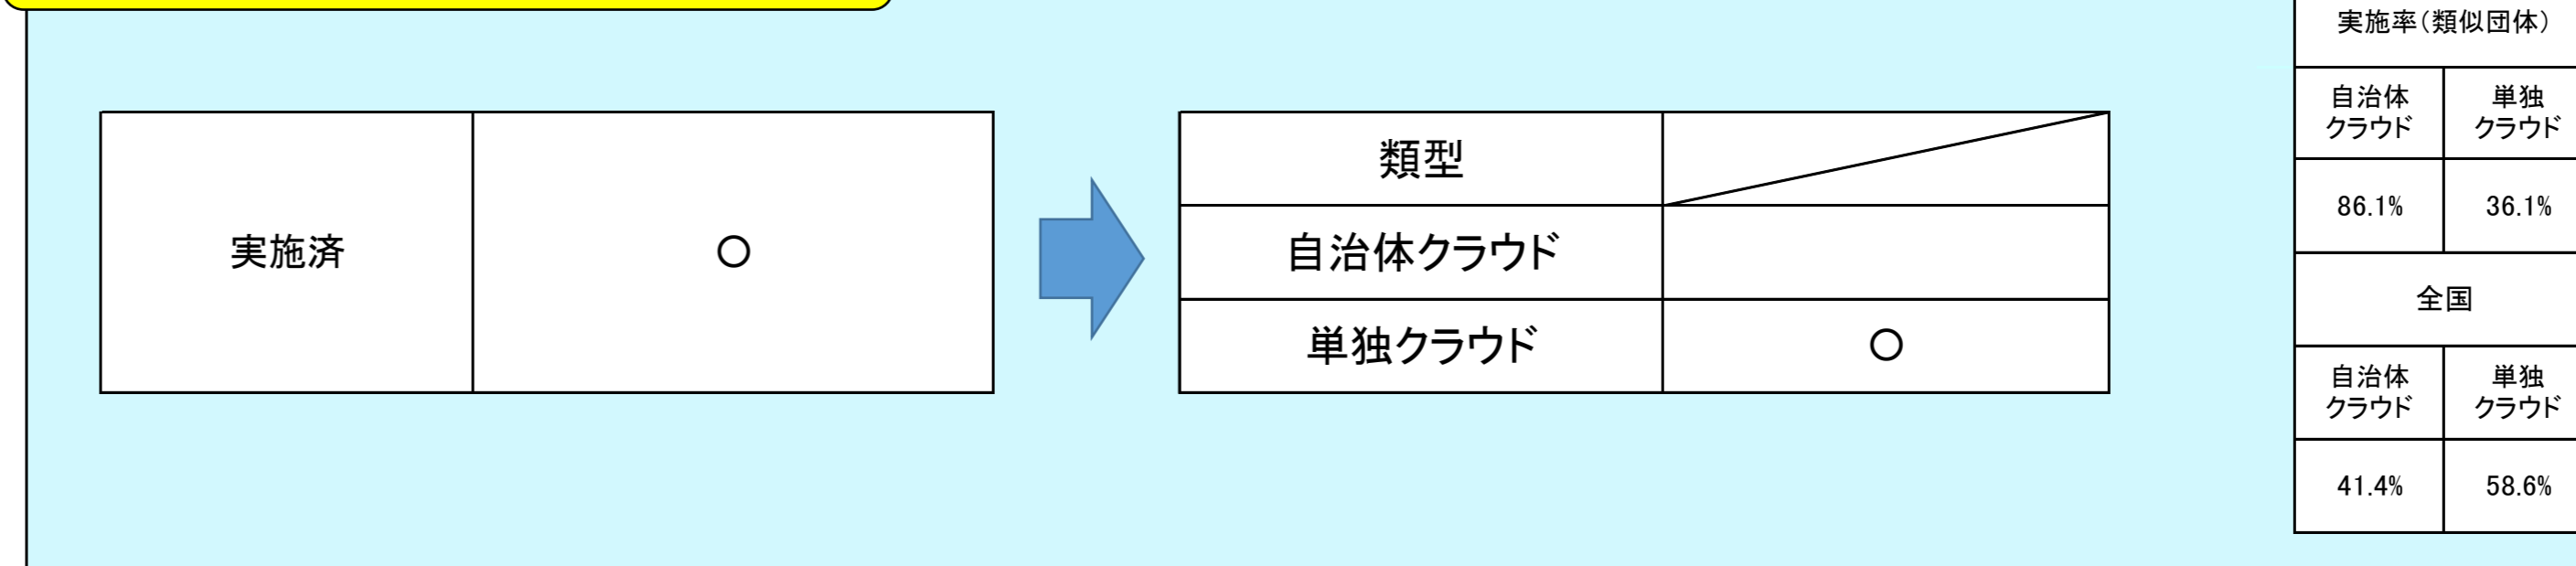 実施済 〇
類型
自治体クラウド
単独クラウド 〇
実施率(類似団体)
自治体 単独
クラウド クラウド
86.1% 36.1%
全国
自治体 単独
クラウド クラウド
41.4% 58.6%